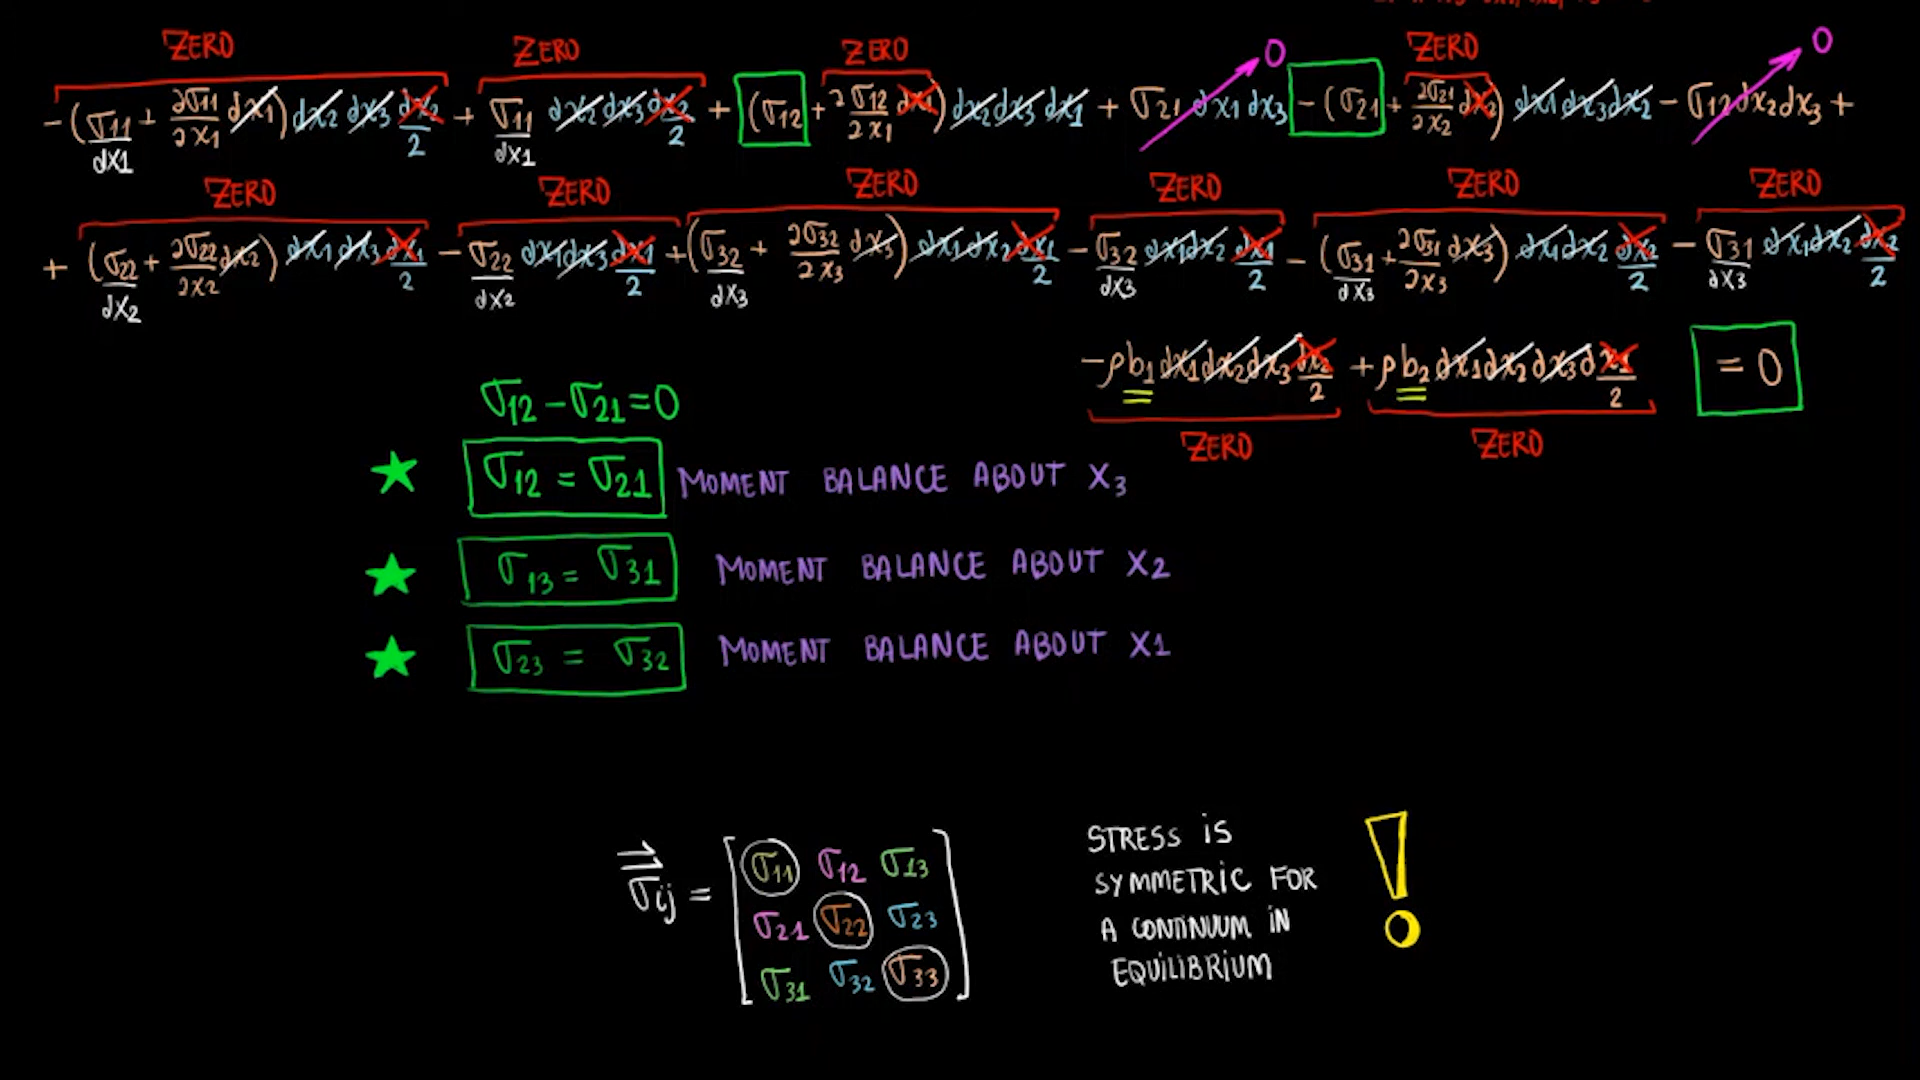 ZERO ZERO ZERO 0 ZERO 0
-(σ11/dx1 + ∂σ11/∂x1 dx1) dx2 dx3 dx2/2 + σ11/dx1 dx2 dx3 dx2/2 + (σ12 + ∂σ12/∂x1 dx1) dx2 dx3 dx1 + σ21 dx1 dx3 - (σ21 + ∂σ21/∂x2 dx2) dx1 dx3 dx2 - σ12 dx2 dx3 +
ZERO ZERO ZERO ZERO ZERO ZERO
+ (σ22/dx2 + ∂σ22/∂x2 dx2) dx1 dx3 dx1/2 - σ22/dx2 dx1 dx3 dx1/2 + (σ32/dx3 + ∂σ32/∂x3 dx3) dx1 dx2 dx1/2 - σ32/dx3 dx1 dx2 dx1/2 - (σ31/dx3 + ∂σ31/∂x3 dx3) dx1 dx2 dx2/2 - σ31/dx3 dx1 dx2 dx2/2
-ρb1 dx1 dx2 dx3 dx2/2 + ρb2 dx1 dx2 dx3 dx1/2 = 0
ZERO ZERO
σ12 - σ21 = 0
σ12 = σ21 MOMENT BALANCE ABOUT X3
σ13 = σ31 MOMENT BALANCE ABOUT X2
σ23 = σ32 MOMENT BALANCE ABOUT X1
σij = [σ11 σ12 σ13
σ21 σ22 σ23
σ31 σ32 σ33]
STRESS IS
SYMMETRIC FOR
A CONTINUUM IN
EQUILIBRIUM
!